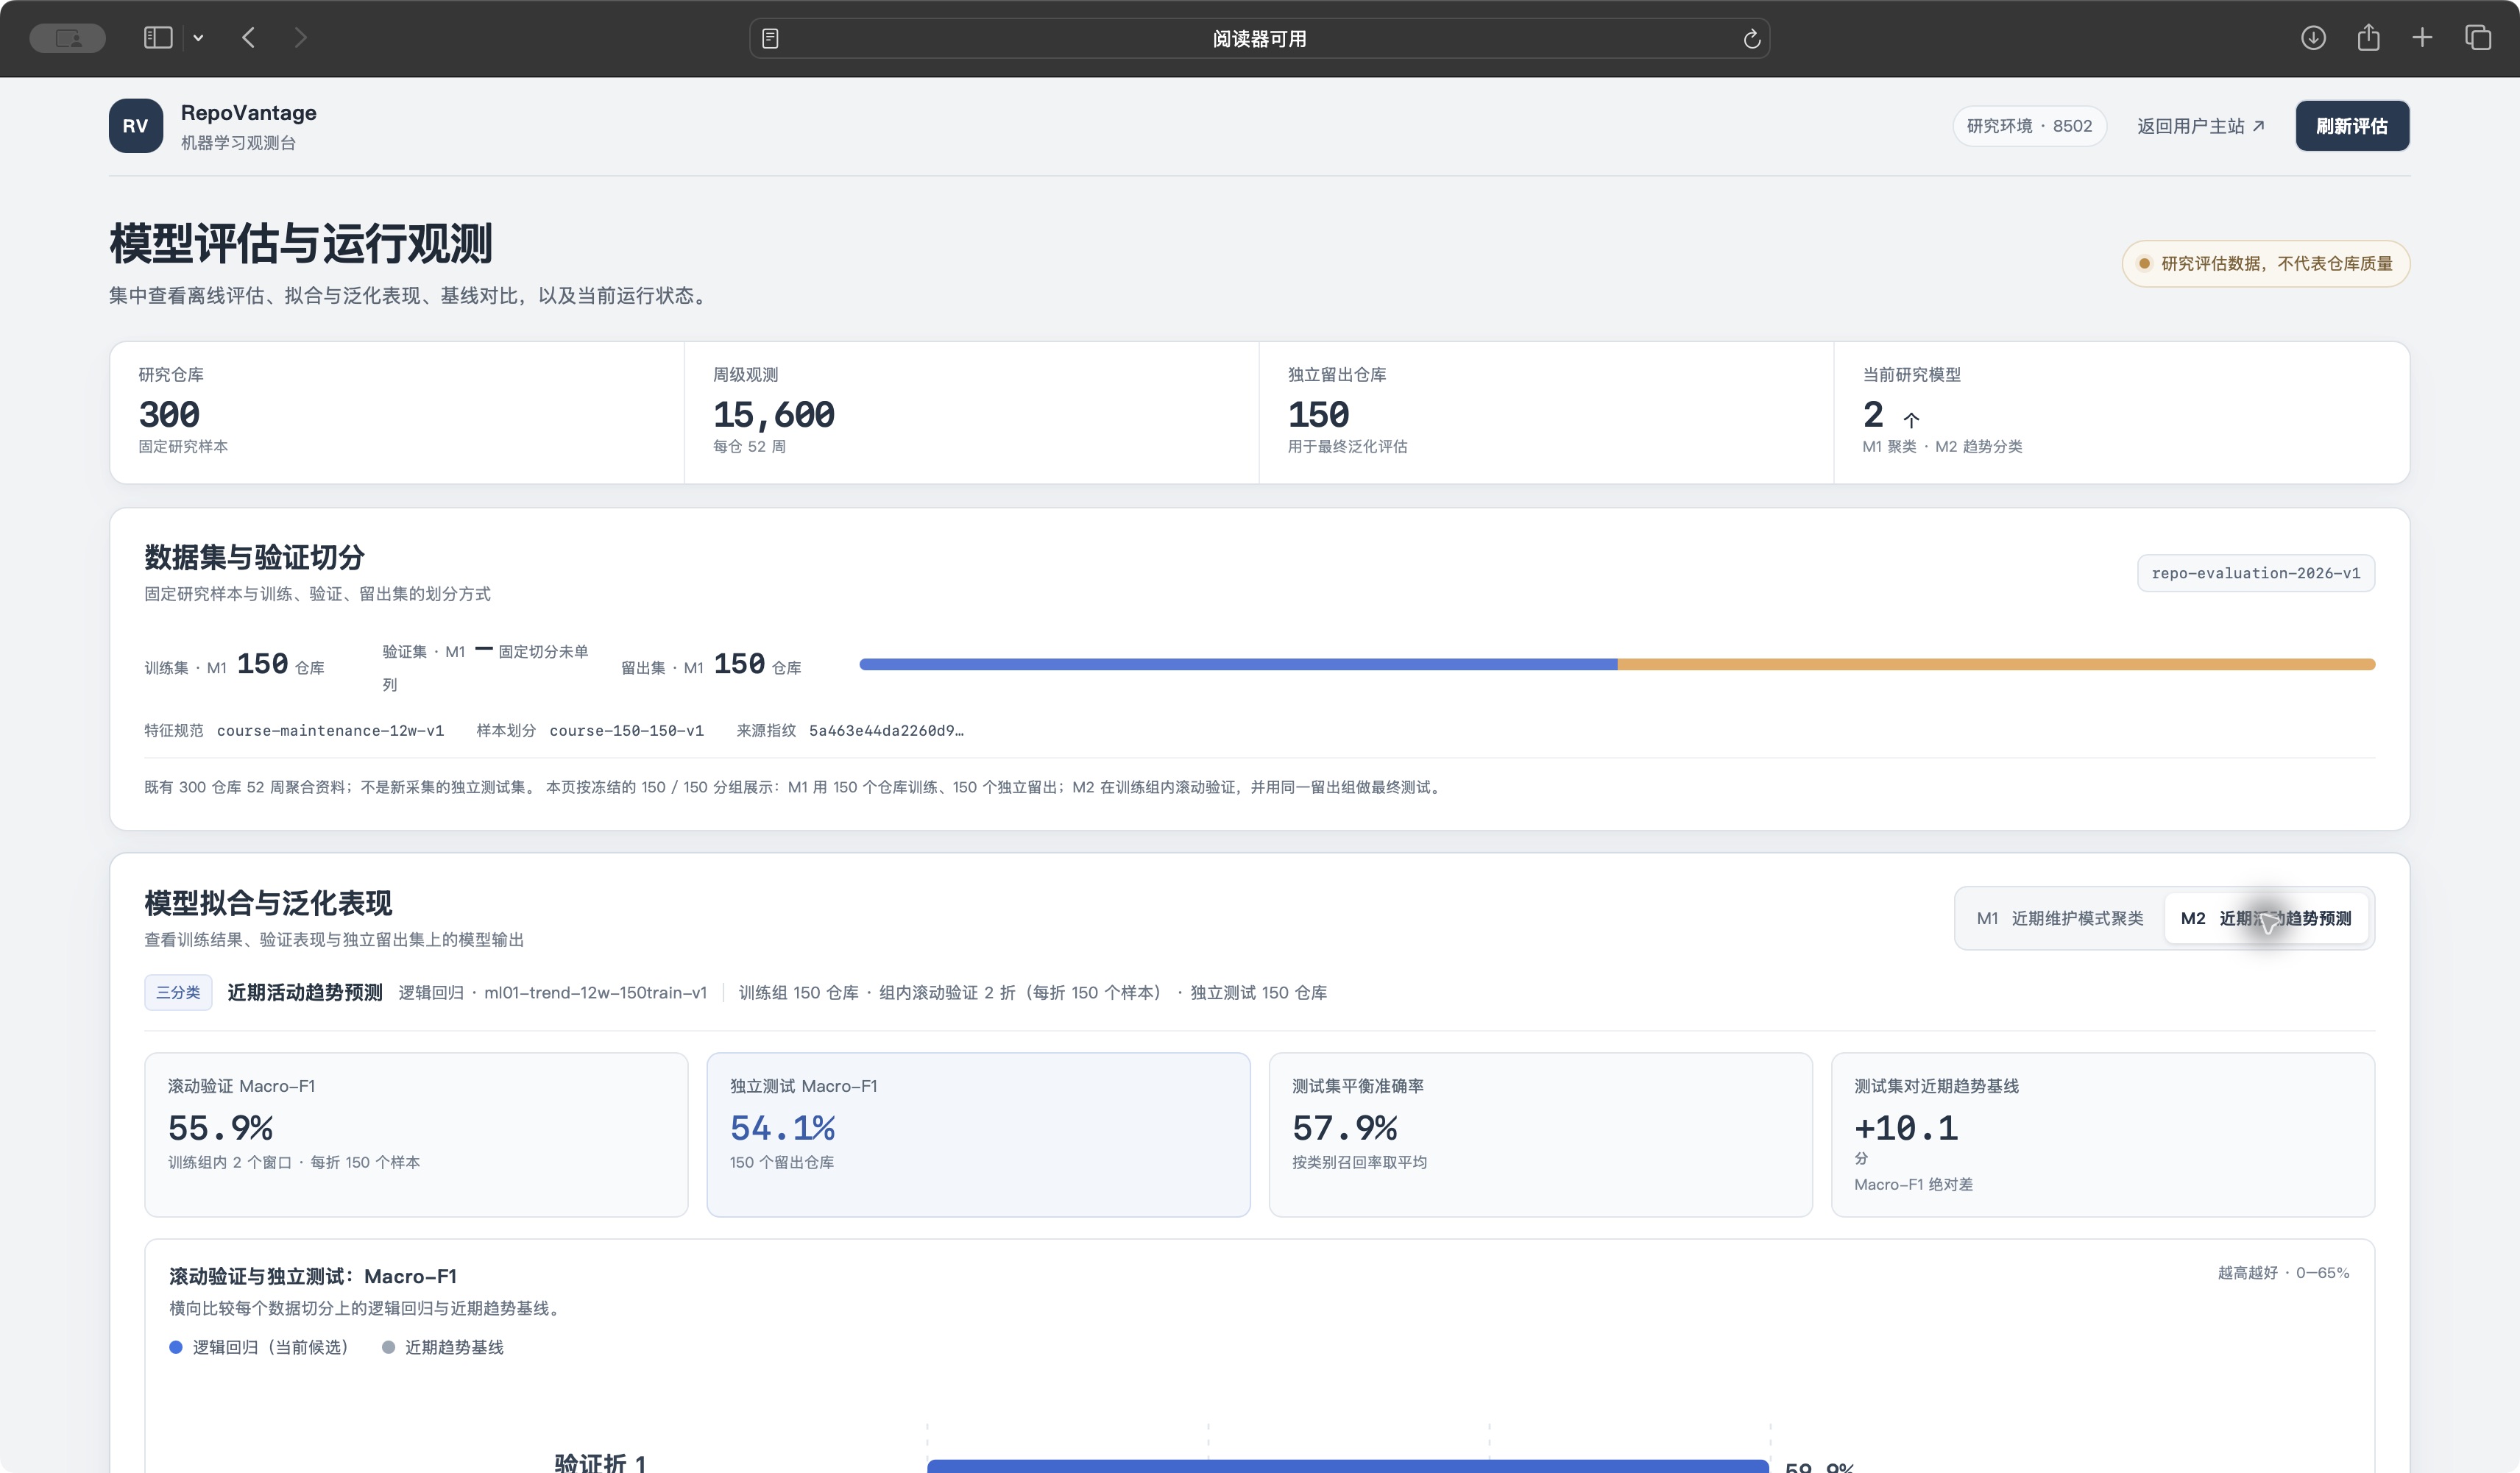 阅读器可用
RV
RepoVantage
机器学习观测台
研究环境 · 8502
返回用户主站 ↗
刷新评估
模型评估与运行观测
集中查看离线评估、拟合与泛化表现、基线对比，以及当前运行状态。
研究评估数据，不代表仓库质量
研究仓库
300
固定研究样本
周级观测
15,600
每仓 52 周
独立留出仓库
150
用于最终泛化评估
当前研究模型
2 个
M1 聚类 · M2 趋势分类
数据集与验证切分
固定研究样本与训练、验证、留出集的划分方式
repo-evaluation-2026-v1
训练集 · M1 150 仓库
验证集 · M1 — 固定切分未单
列
留出集 · M1 150 仓库
特征规范 course-maintenance-12w-v1 样本划分 course-150-150-v1 来源指纹 5a463e44da2260d9…
既有 300 仓库 52 周聚合资料；不是新采集的独立测试集。 本页按冻结的 150 / 150 分组展示：M1 用 150 个仓库训练、150 个独立留出；M2 在训练组内滚动验证，并用同一留出组做最终测试。
模型拟合与泛化表现
查看训练结果、验证表现与独立留出集上的模型输出
M1 近期维护模式聚类
M2 近期活动趋势预测
三分类 近期活动趋势预测 逻辑回归 · ml01-trend-12w-150train-v1 训练组 150 仓库 · 组内滚动验证 2 折（每折 150 个样本） · 独立测试 150 仓库
滚动验证 Macro-F1
55.9%
训练组内 2 个窗口 · 每折 150 个样本
独立测试 Macro-F1
54.1%
150 个留出仓库
测试集平衡准确率
57.9%
按类别召回率取平均
测试集对近期趋势基线
+10.1
分
Macro-F1 绝对差
滚动验证与独立测试：Macro-F1
越高越好 · 0—65%
横向比较每个数据切分上的逻辑回归与近期趋势基线。
逻辑回归（当前候选）
近期趋势基线
验证折 1
59.9%